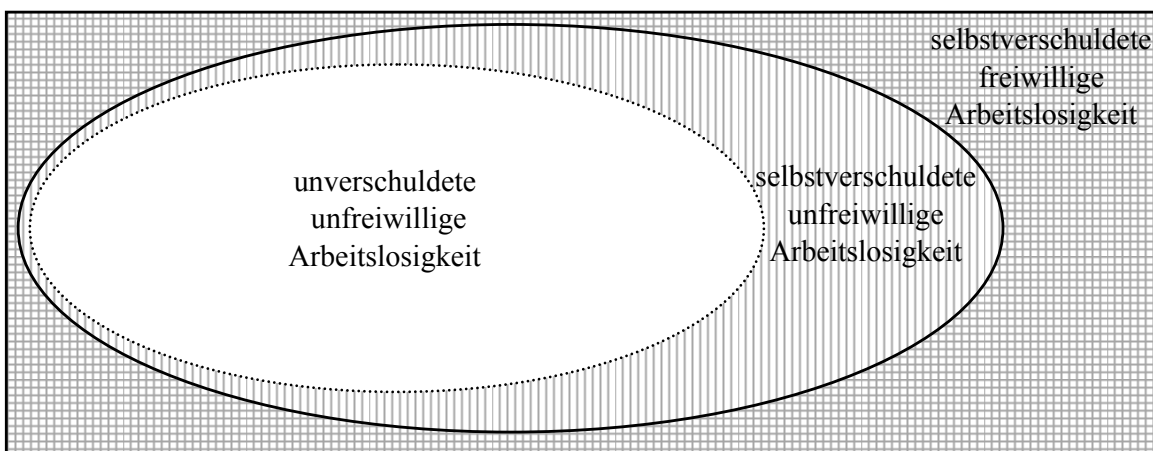 selbstverschuldete
freiwillige
Arbeitslosigkeit
unverschuldete
unfreiwillige
Arbeitslosigkeit
selbstverschuldete
unfreiwillige
Arbeitslosigkeit